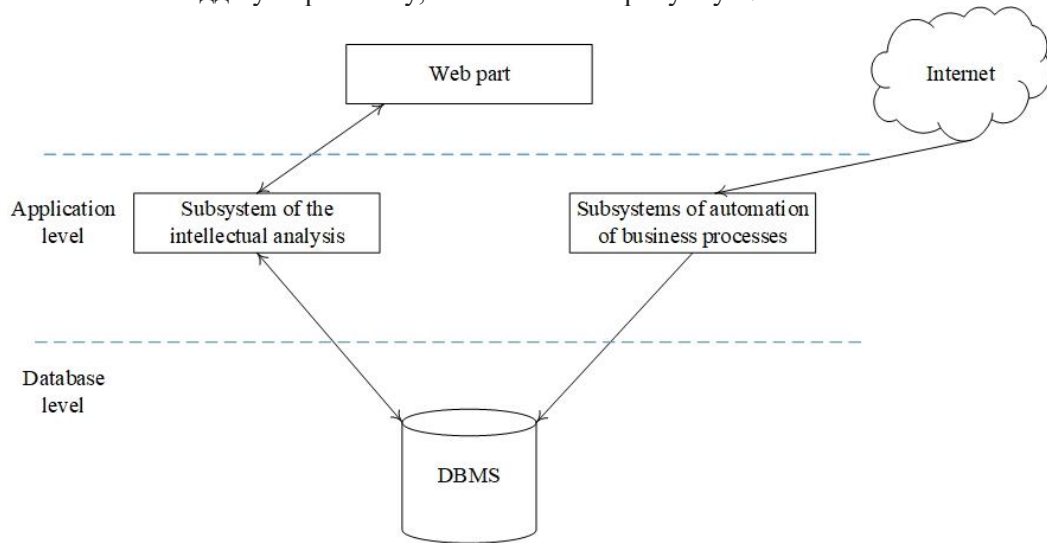 Web part
Internet
Application
level
Subsystem of the
intellectual analysis
Subsystems of automation
of business processes
Database
level
DBMS